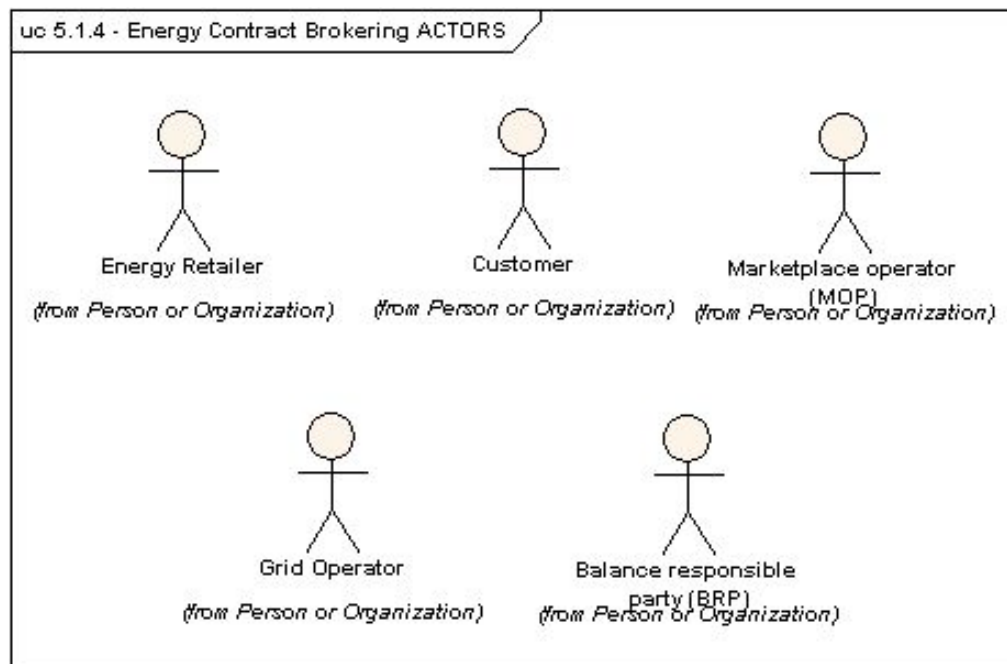 uc 5.1.4 - Energy Contract Brokering ACTORS
Energy Retailer
(from Person or Organization)
Customer
(from Person or Organization)
Marketplace operator
(MOP)
(from Person or Organization)
Grid Operator
(from Person or Organization)
Balance responsible
party (BRP)
(from Person or Organization)